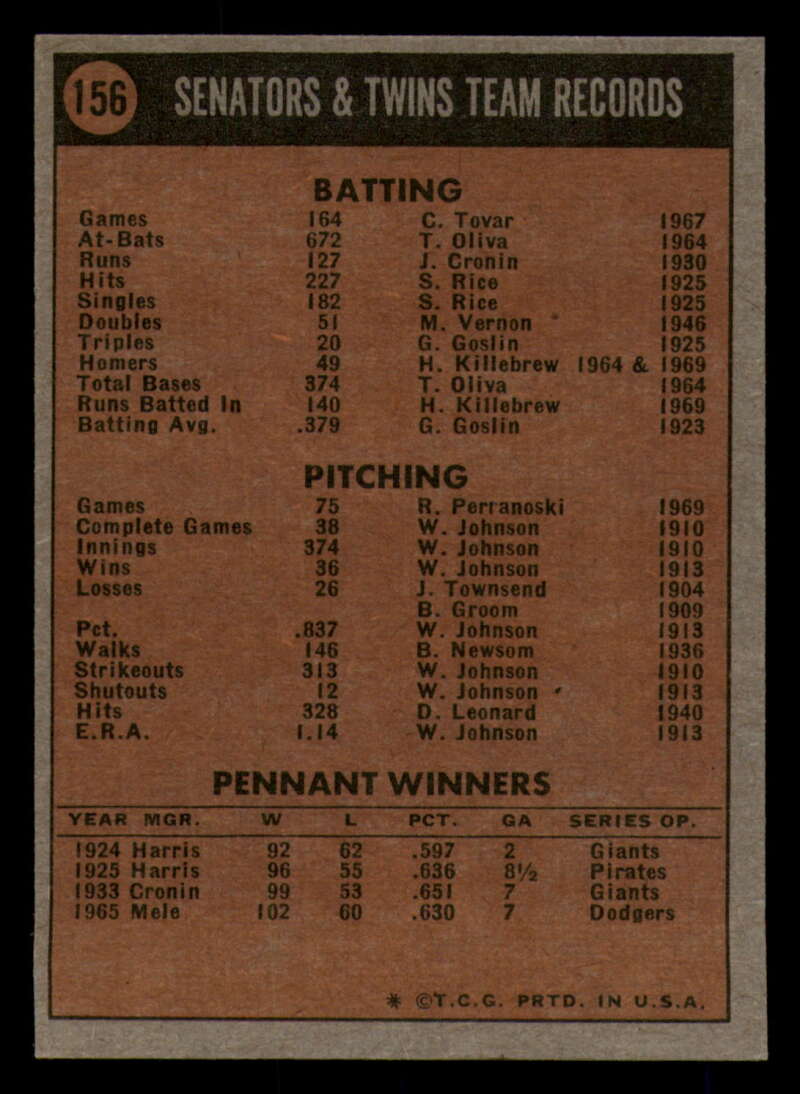 156 SENATORS & TWINS TEAM RECORDS
BATTING
Games 164 C. Tovar 1967
At-Bats 672 T. Oliva 1964
Runs 127 J. Cronin 1930
Hits 227 S. Rice 1925
Singles 182 S. Rice 1925
Doubles 51 M. Vernon 1946
Triples 20 G. Goslin 1925
Homers 49 H. Killebrew 1964 & 1969
Total Bases 374 T. Oliva 1964
Runs Batted In 140 H. Killebrew 1969
Batting Avg. .379 G. Goslin 1923
PITCHING
Games 75 R. Perranoski 1969
Complete Games 38 W. Johnson 1910
Innings 374 W. Johnson 1910
Wins 36 W. Johnson 1913
Losses 26 J. Townsend 1904
B. Groom 1909
Pct. .837 W. Johnson 1913
Walks 146 B. Newsom 1936
Strikeouts 313 W. Johnson 1910
Shutouts 12 W. Johnson 1913
Hits 328 D. Leonard 1940
E.R.A. 1.14 W. Johnson 1913
PENNANT WINNERS
YEAR MGR. W L PCT. GA SERIES OP.
1924 Harris 92 62 .597 2 Giants
1925 Harris 96 55 .636 8½ Pirates
1933 Cronin 99 53 .651 7 Giants
1965 Mele 102 60 .630 7 Dodgers
* ©T.C.G. PRTD. IN U.S.A.